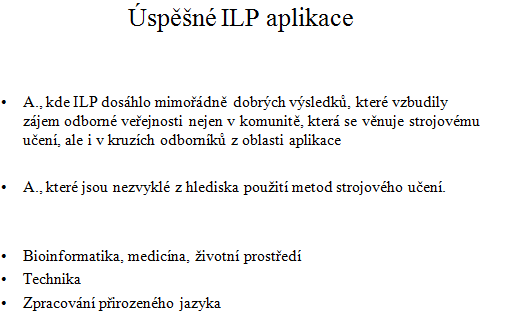 Úspěšné ILP aplikace
• A., kde ILP dosáhlo mimořádně dobrých výsledků, které vzbudily
zájem odborné veřejnosti nejen v komunitě, která se věnuje strojovému
učení, ale i v kruzích odborníků z oblasti aplikace
• A., které jsou nezvyklé z hlediska použití metod strojového učení.
• Bioinformatika, medicína, životní prostředí
• Technika
• Zpracování přirozeného jazyka